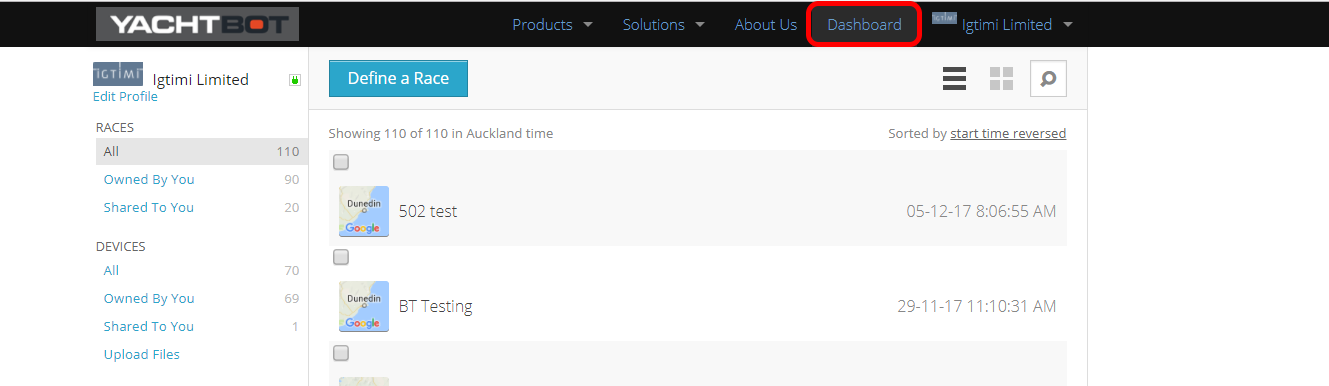 YACHTBOT
Products
Solutions
About Us
Dashboard
IGTIMI
Igtimi Limited
IGTIMI
Igtimi Limited
Edit Profile
RACES
All 110
Owned By You 90
Shared To You 20
DEVICES
All 70
Owned By You 69
Shared To You 1
Upload Files
Define a Race
Showing 110 of 110 in Auckland time
Sorted by start time reversed
Dunedin
Google
502 test
05-12-17 8:06:55 AM
Dunedin
Google
BT Testing
29-11-17 11:10:31 AM